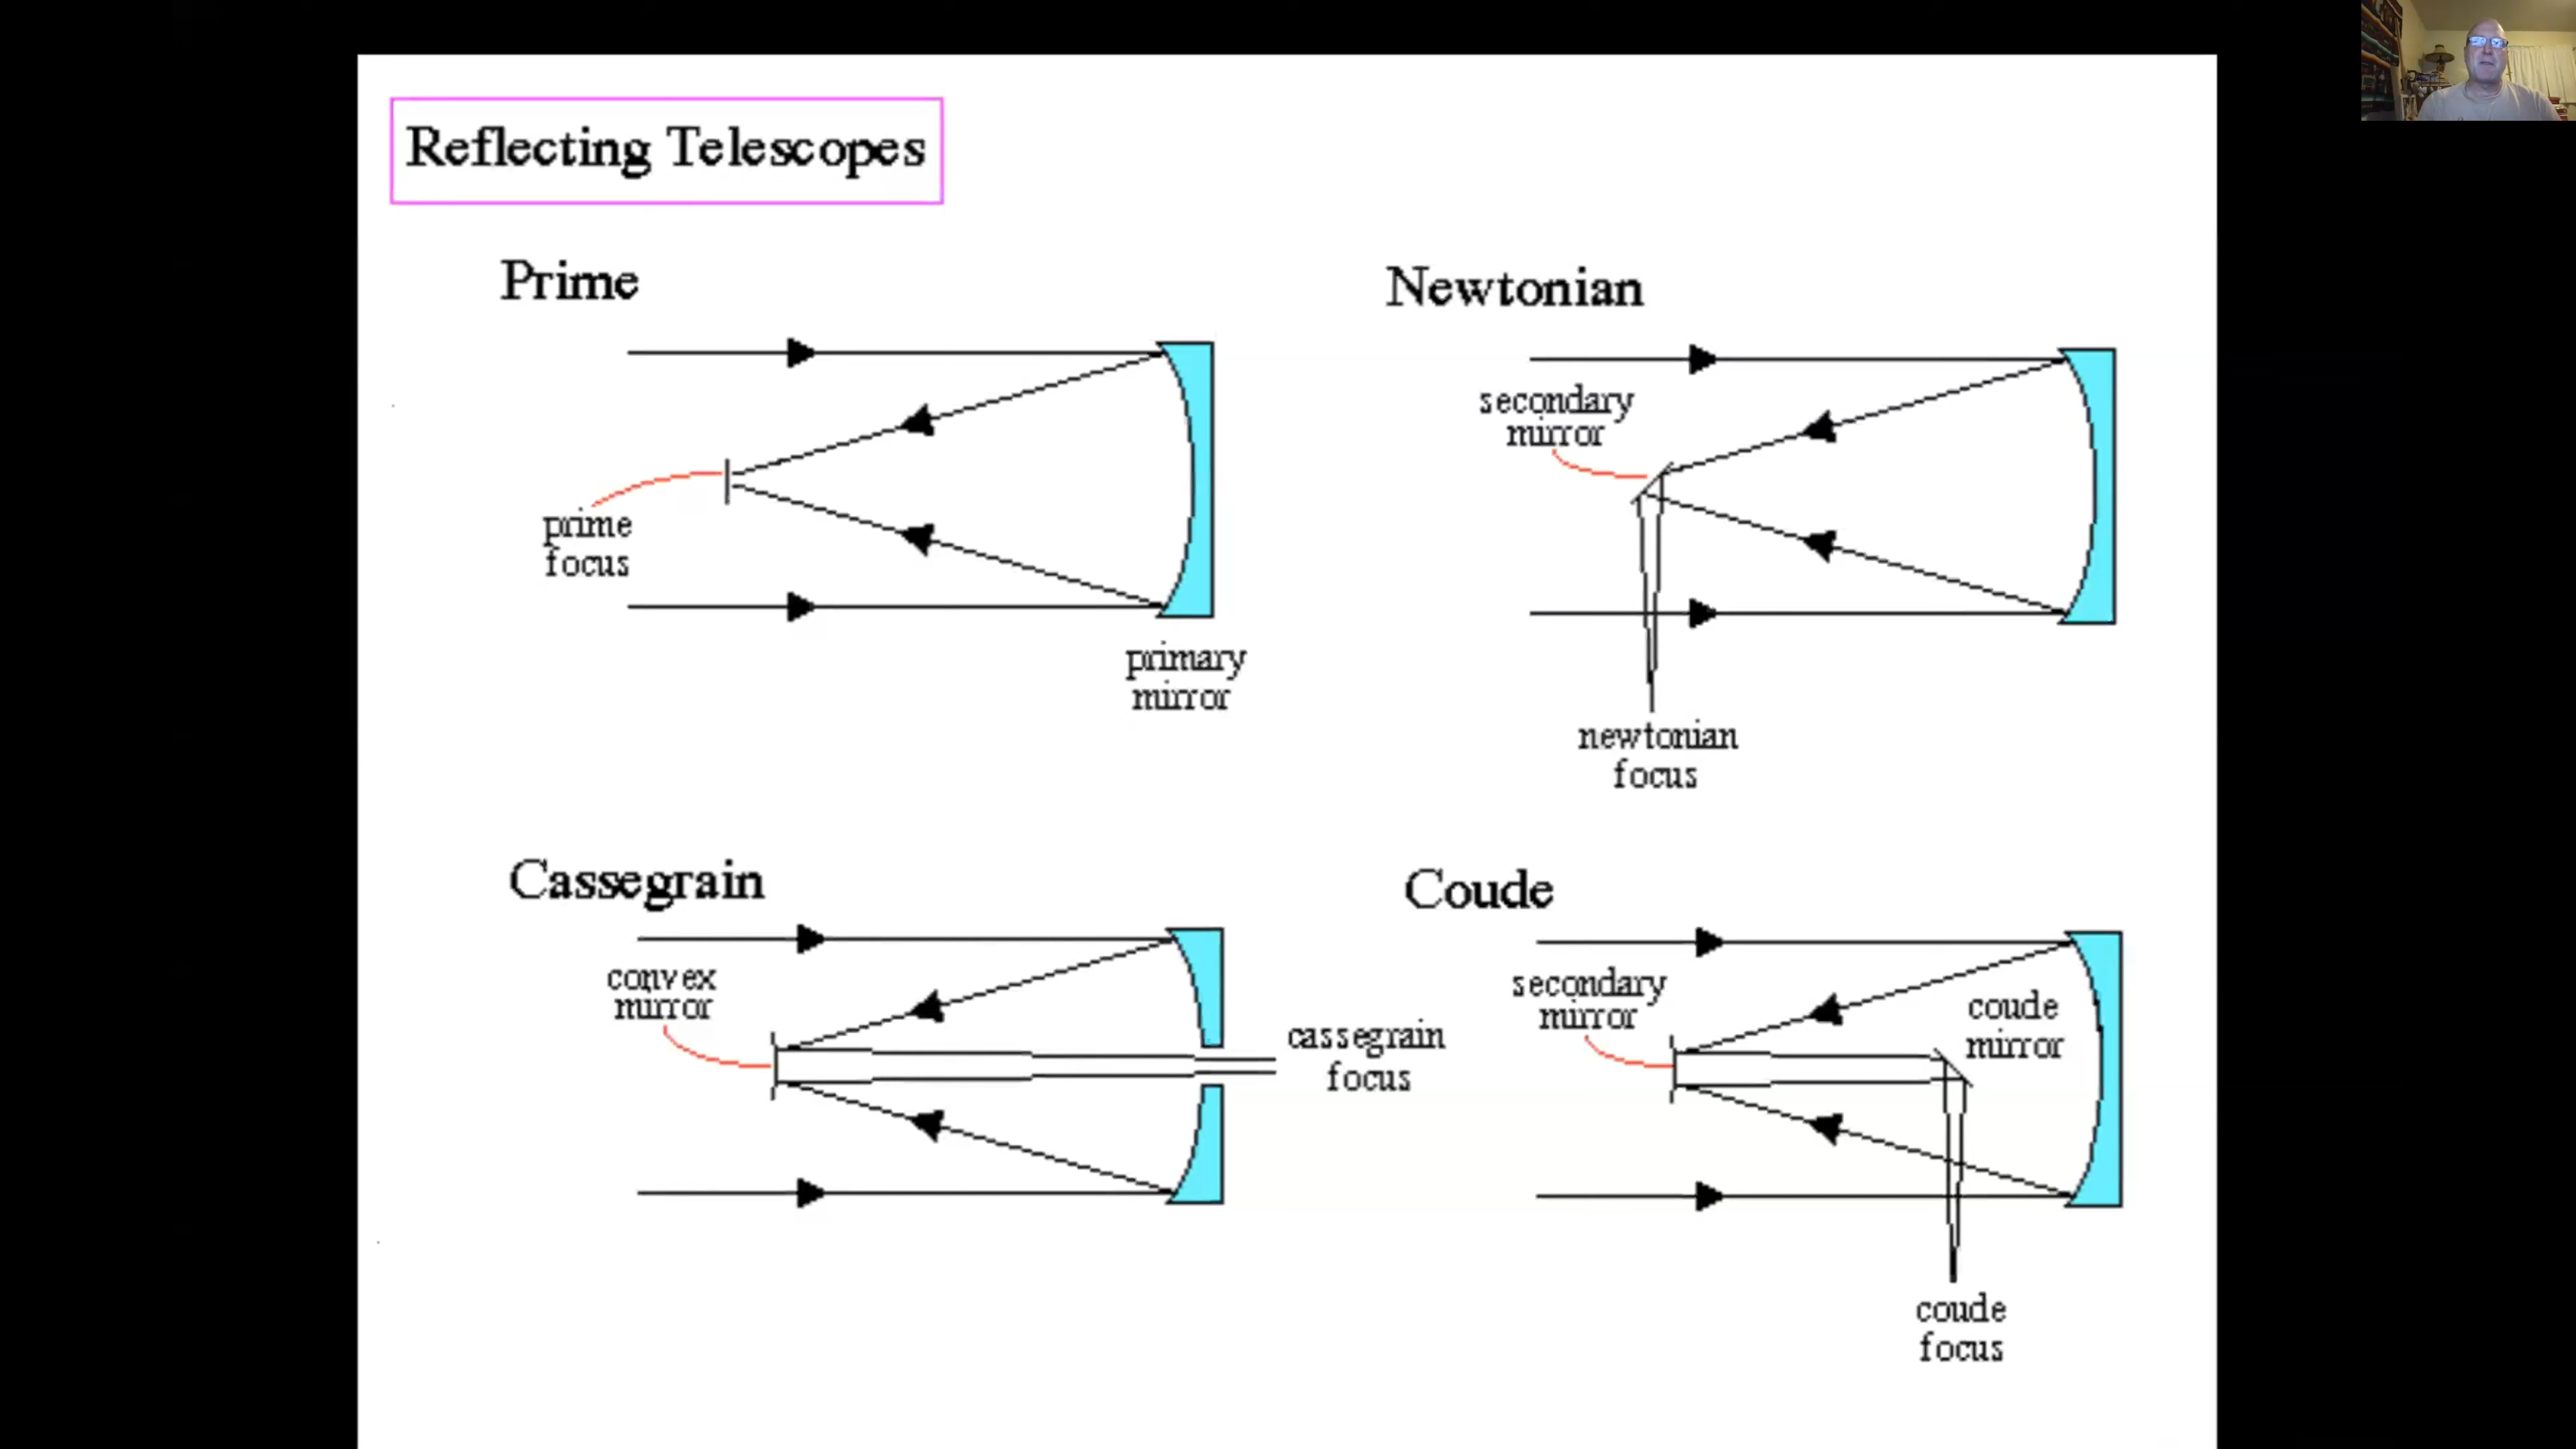 Reflecting Telescopes
Prime
prime
focus
primary
mirror
Newtonian
secondary
mirror
newtonian
focus
Cassegrain
convex
mirror
cassegrain
focus
Coude
secondary
mirror
coude
mirror
coude
focus